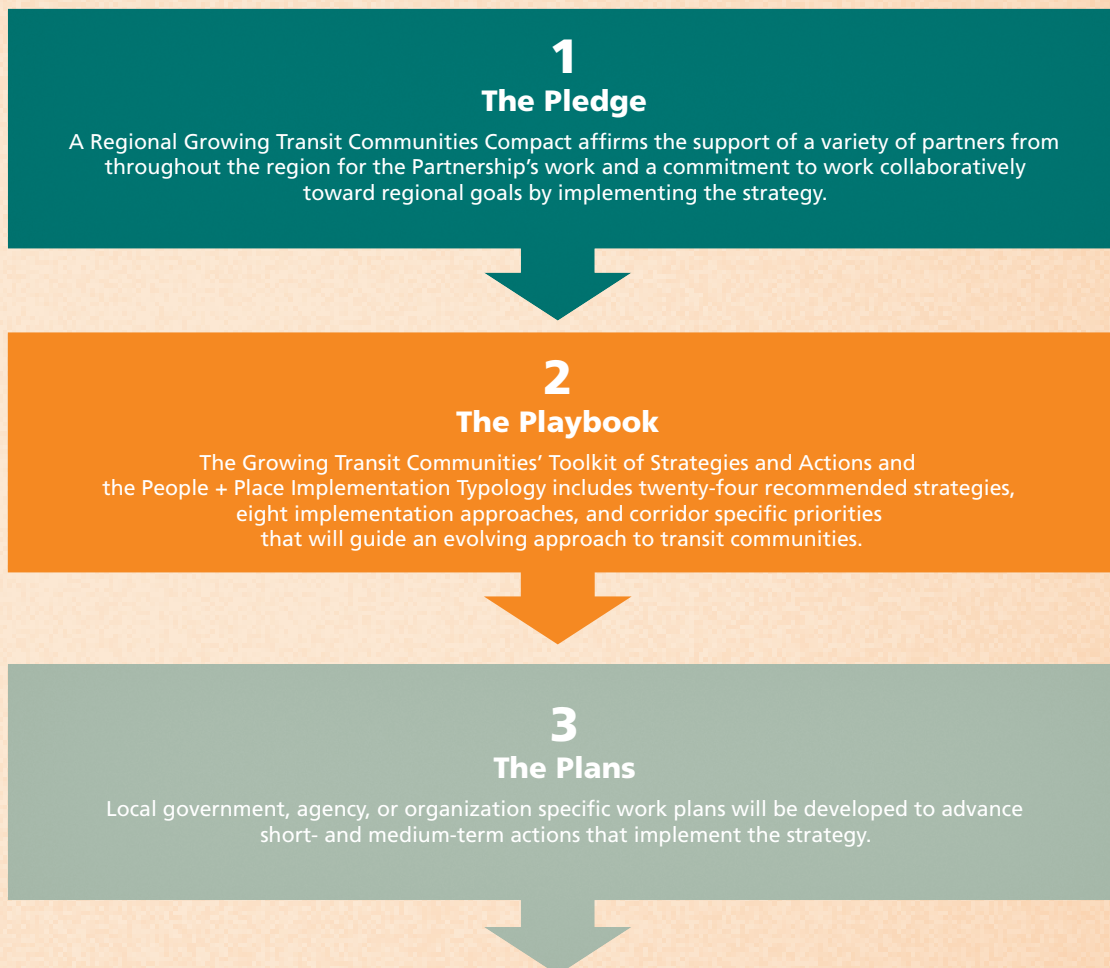 1
The Pledge
A Regional Growing Transit Communities Compact affirms the support of a variety of partners from
throughout the region for the Partnership's work and a commitment to work collaboratively
toward regional goals by implementing the strategy.
2
The Playbook
The Growing Transit Communities' Toolkit of Strategies and Actions and
the People + Place Implementation Typology includes twenty-four recommended strategies,
eight implementation approaches, and corridor specific priorities
that will guide an evolving approach to transit communities.
3
The Plans
Local government, agency, or organization specific work plans will be developed to advance
short- and medium-term actions that implement the strategy.